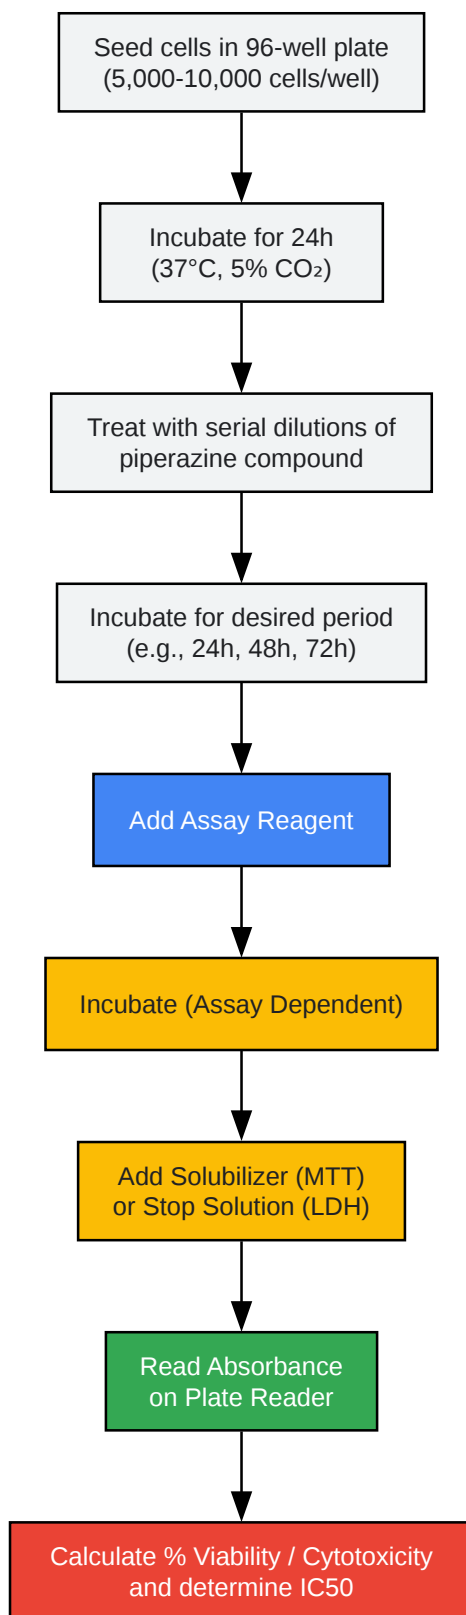 Seed cells in 96-well plate
(5,000-10,000 cells/well)
Incubate for 24h
(37°C, 5% CO₂)
Treat with serial dilutions of
piperazine compound
Incubate for desired period
(e.g., 24h, 48h, 72h)
Add Assay Reagent
Incubate (Assay Dependent)
Add Solubilizer (MTT)
or Stop Solution (LDH)
Read Absorbance
on Plate Reader
Calculate % Viability / Cytotoxicity
and determine IC50